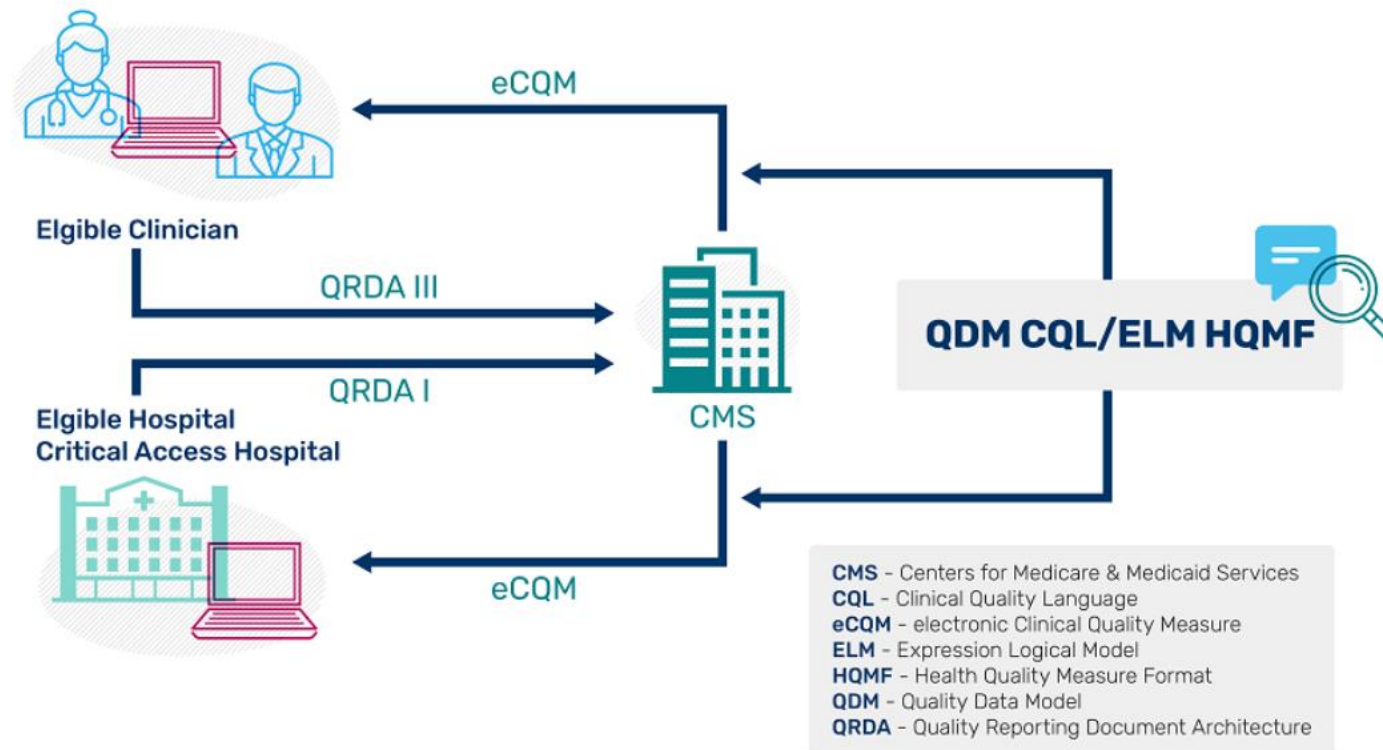 eCQM
Elgible Clinician
QRDA III
QDM CQL/ELM HQMF
QRDA I
CMS
Elgible Hospital
Critical Access Hospital
eCQM
CMS - Centers for Medicare & Medicaid Services
CQL - Clinical Quality Language
eCQM - electronic Clinical Quality Measure
ELM - Expression Logical Model
HQMF - Health Quality Measure Format
QDM - Quality Data Model
QRDA - Quality Reporting Document Architecture